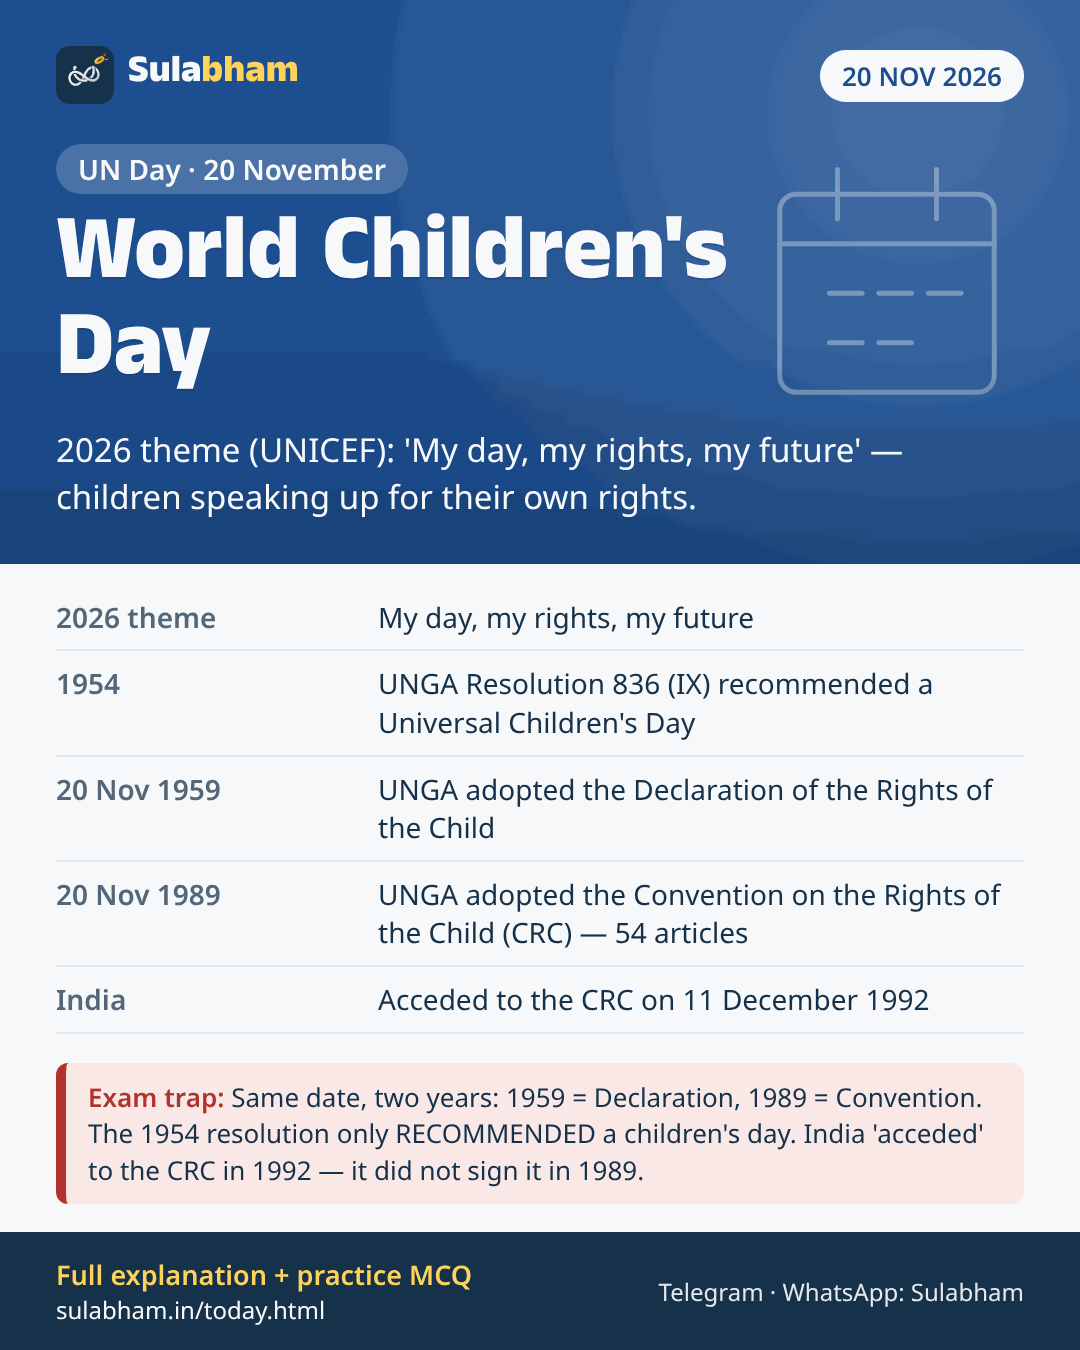 Sulabham
20 NOV 2026
UN Day · 20 November
World Children's
Day
2026 theme (UNICEF): 'My day, my rights, my future' —
children speaking up for their own rights.
2026 theme
My day, my rights, my future
1954
UNGA Resolution 836 (IX) recommended a
Universal Children's Day
20 Nov 1959
UNGA adopted the Declaration of the Rights of
the Child
20 Nov 1989
UNGA adopted the Convention on the Rights of
the Child (CRC) — 54 articles
India
Acceded to the CRC on 11 December 1992
Exam trap: Same date, two years: 1959 = Declaration, 1989 = Convention.
The 1954 resolution only RECOMMENDED a children's day. India 'acceded'
to the CRC in 1992 — it did not sign it in 1989.
Full explanation + practice MCQ
sulabham.in/today.html
Telegram · WhatsApp: Sulabham